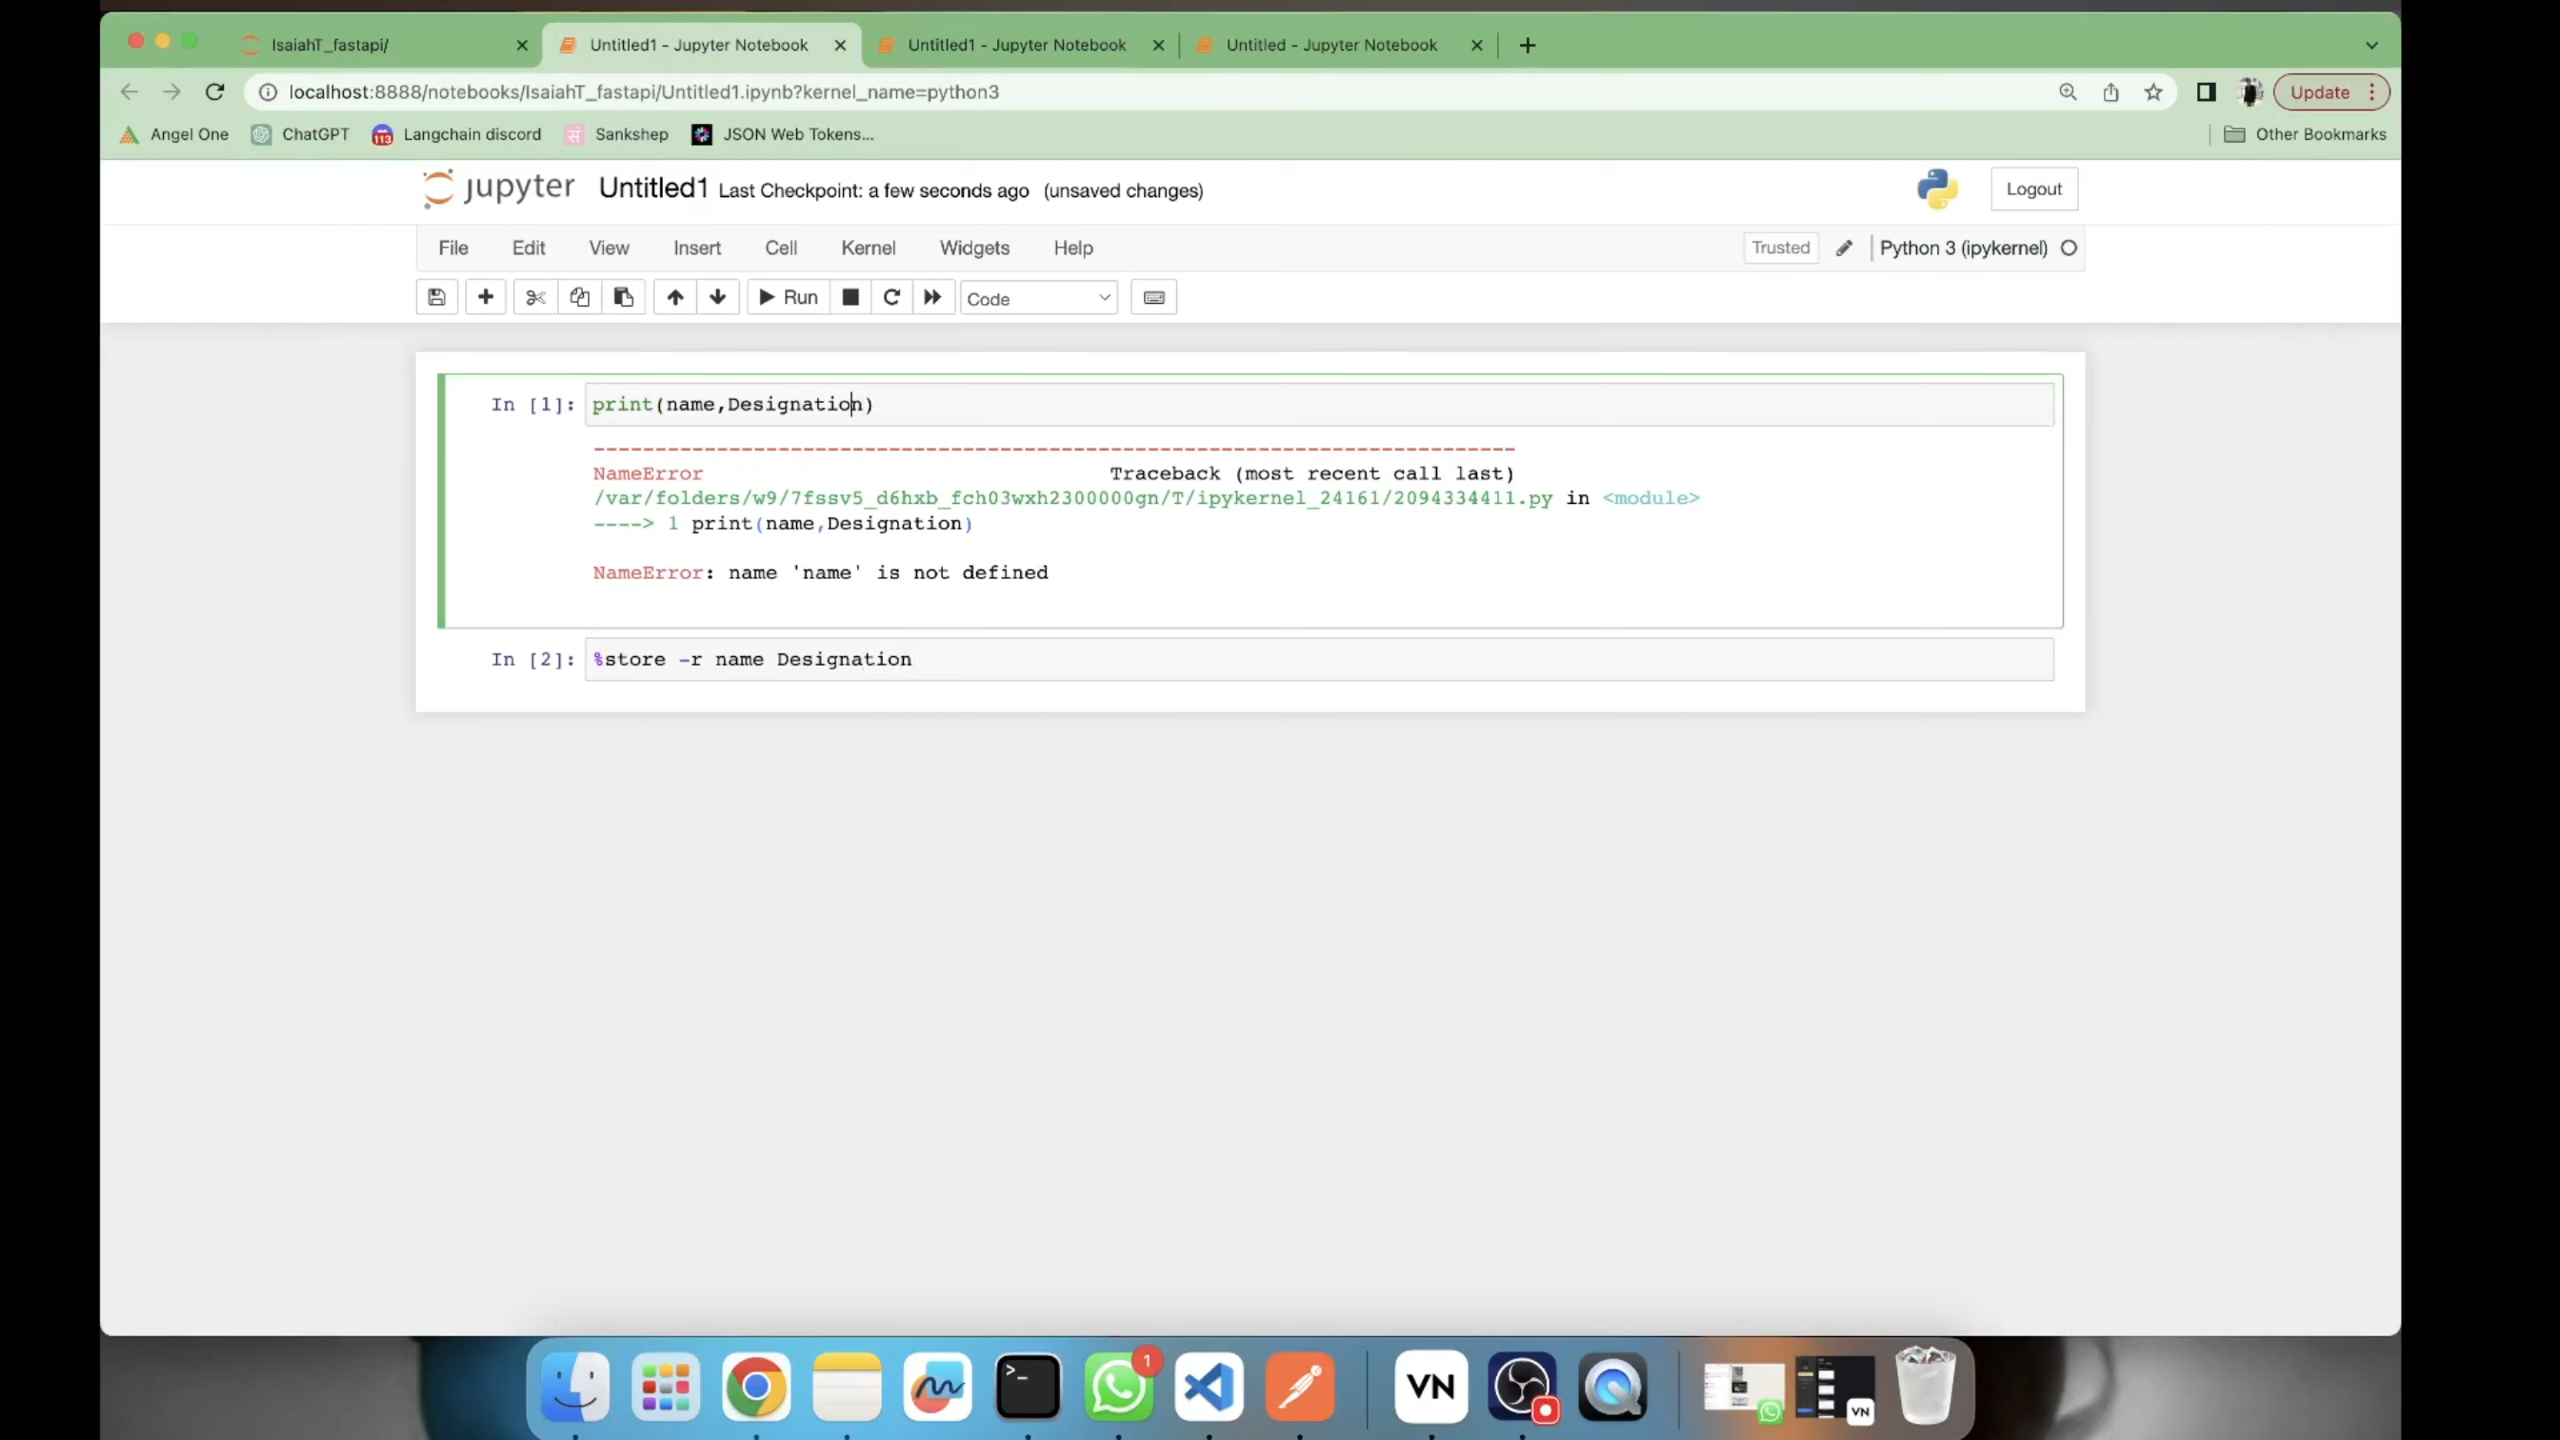 IsaiahT_fastapi/
Untitled1 - Jupyter Notebook
Untitled1 - Jupyter Notebook
Untitled - Jupyter Notebook
localhost:8888/notebooks/IsaiahT_fastapi/Untitled1.ipynb?kernel_name=python3
Update
Angel One
ChatGPT
113
Langchain discord
सं
Sankshep
JSON Web Tokens...
Other Bookmarks
jupyter
Untitled1 Last Checkpoint: a few seconds ago (unsaved changes)
Logout
File Edit View Insert Cell Kernel Widgets Help
Trusted
Python 3 (ipykernel)
Run
Code
In [1]: print(name,Designation)
---------------------------------------------------------------------------
NameError Traceback (most recent call last)
/var/folders/w9/7fssv5_d6hxb_fch03wxh2300000gn/T/ipykernel_24161/2094334411.py in <module>
----> 1 print(name,Designation)
NameError: name 'name' is not defined
In [2]: %store -r name Designation
>_
1
VN
VN